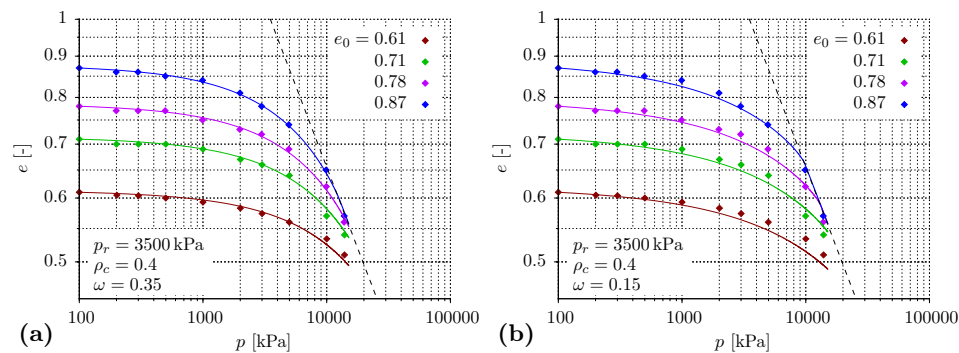 1
0.9
0.8
0.7
0.6
0.5
e [-]
e₀ = 0.61
0.71
0.78
0.87
pᵣ = 3500 kPa
ρ_c = 0.4
ω = 0.35
100 1000 10000 100000
(a)
p [kPa]
1
0.9
0.8
0.7
0.6
0.5
e [-]
e₀ = 0.61
0.71
0.78
0.87
pᵣ = 3500 kPa
ρ_c = 0.4
ω = 0.15
100 1000 10000 100000
(b)
p [kPa]